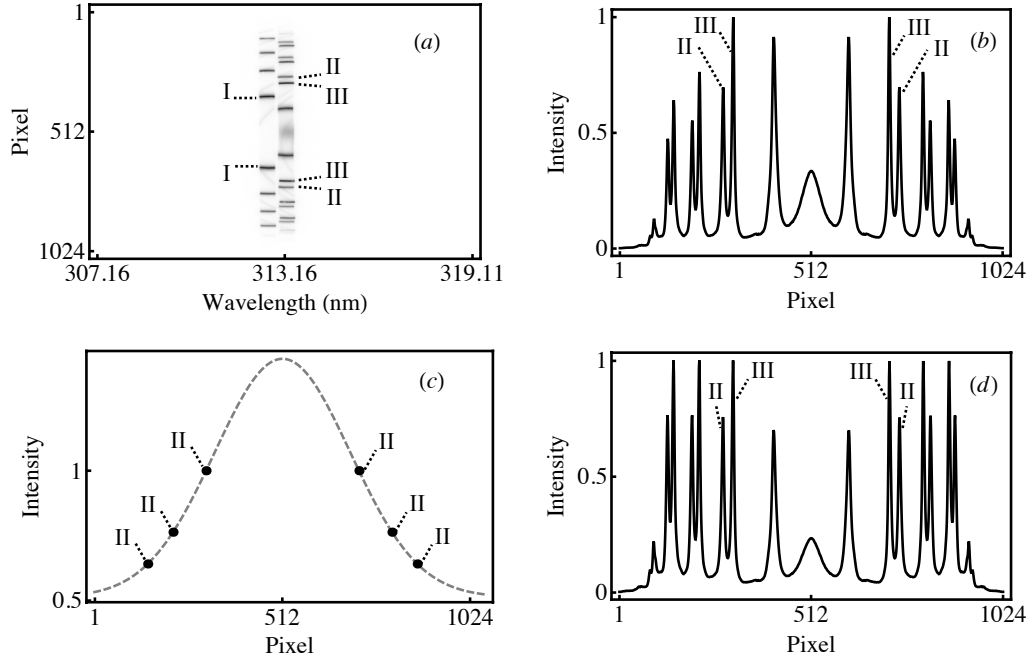 1
(a)
II
III
I
Pixel
512
I
III
II
1024
307.16 313.16 319.11
Wavelength (nm)
1
(b)
III
II
III
II
Intensity
0.5
0
1 512 1024
Pixel
(c)
II
II
1
Intensity
II
II
II
II
0.5
1 512 1024
Pixel
1
(d)
II
III
III
II
Intensity
0.5
0
1 512 1024
Pixel